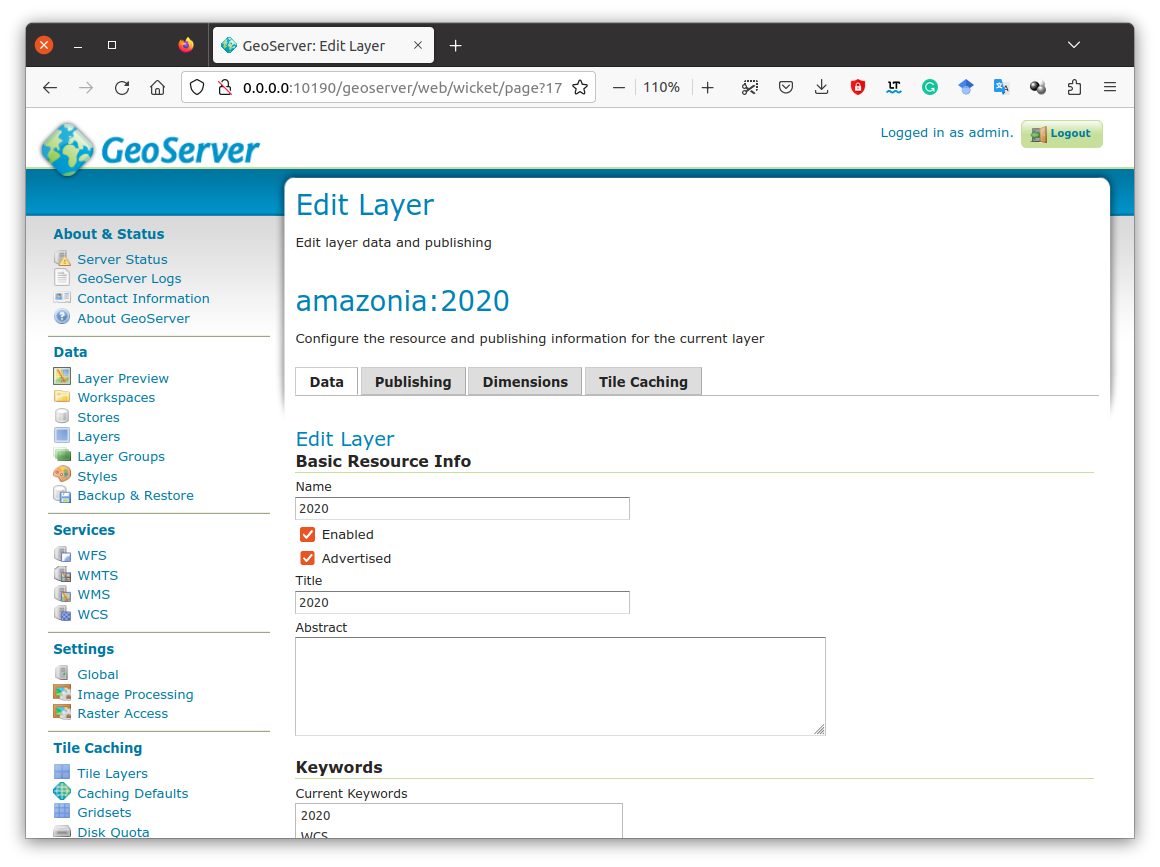 GeoServer: Edit Layer
0.0.0.0:10190/geoserver/web/wicket/page?17
110%
GeoServer
Logged in as admin.
Logout
About & Status
Server Status
GeoServer Logs
Contact Information
About GeoServer
Data
Layer Preview
Workspaces
Stores
Layers
Layer Groups
Styles
Backup & Restore
Services
WFS
WMTS
WMS
WCS
Settings
Global
Image Processing
Raster Access
Tile Caching
Tile Layers
Caching Defaults
Gridsets
Disk Quota
Edit Layer
Edit layer data and publishing
amazonia:2020
Configure the resource and publishing information for the current layer
Data Publishing Dimensions Tile Caching
Edit Layer
Basic Resource Info
Name
2020
Enabled
Advertised
Title
2020
Abstract
Keywords
Current Keywords
2020
WCS